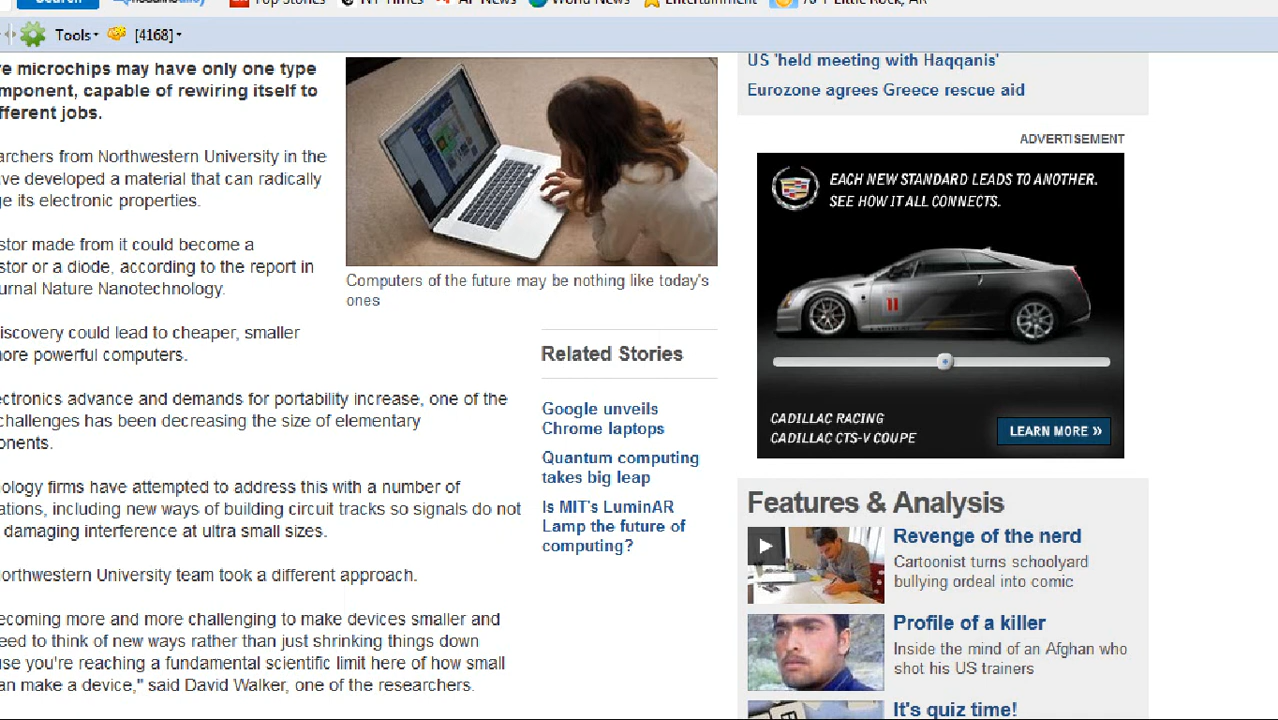 Search
Top Stories
NY Times
AP News
World News
Entertainment
Little Rock, AR
Tools
[4168]
re microchips may have only one type
mponent, capable of rewiring itself to
fferent jobs.
archers from Northwestern University in the
ve developed a material that can radically
ge its electronic properties.
stor made from it could become a
stor or a diode, according to the report in
urnal Nature Nanotechnology.
iscovery could lead to cheaper, smaller
more powerful computers.
ectronics advance and demands for portability increase, one of the
challenges has been decreasing the size of elementary
onents.
ology firms have attempted to address this with a number of
ations, including new ways of building circuit tracks so signals do not
damaging interference at ultra small sizes.
orthwestern University team took a different approach.
ecoming more and more challenging to make devices smaller and
eed to think of new ways rather than just shrinking things down
use you're reaching a fundamental scientific limit here of how small
an make a device," said David Walker, one of the researchers.
Computers of the future may be nothing like today's
ones
Related Stories
Google unveils
Chrome laptops
Quantum computing
takes big leap
Is MIT's LuminAR
Lamp the future of
computing?
US 'held meeting with Haqqanis'
Eurozone agrees Greece rescue aid
ADVERTISEMENT
EACH NEW STANDARD LEADS TO ANOTHER.
SEE HOW IT ALL CONNECTS.
11
CADILLAC RACING
CADILLAC CTS-V COUPE
LEARN MORE »
Features & Analysis
Revenge of the nerd
Cartoonist turns schoolyard
bullying ordeal into comic
Profile of a killer
Inside the mind of an Afghan who
shot his US trainers
It's quiz time!